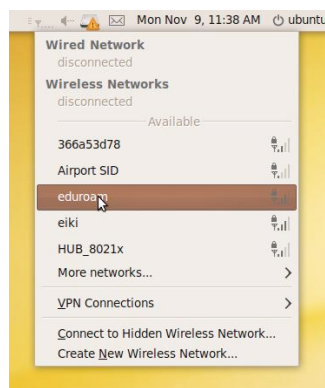 Mon Nov 9, 11:38 AM ubuntu
Wired Network
disconnected
Wireless Networks
disconnected
Available
366a53d78
Airport SID
eduroam
eiki
HUB_8021x
More networks...
VPN Connections
Connect to Hidden Wireless Network...
Create New Wireless Network...